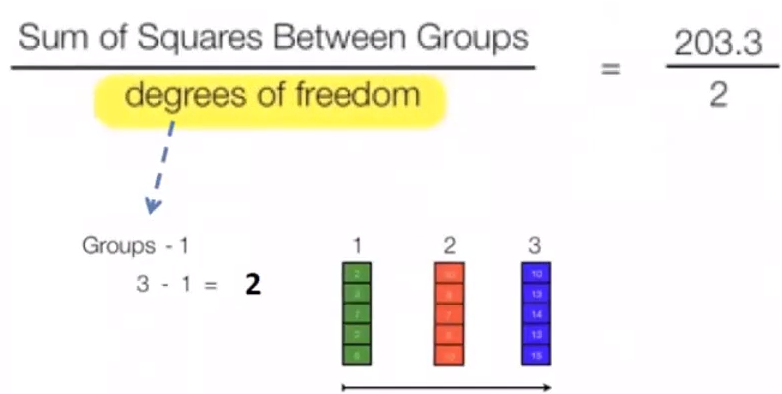 Sum of Squares Between Groups
degrees of freedom
=
203.3
2
Groups - 1
3 - 1 = 2
1 2 3
10
13
14
13
15